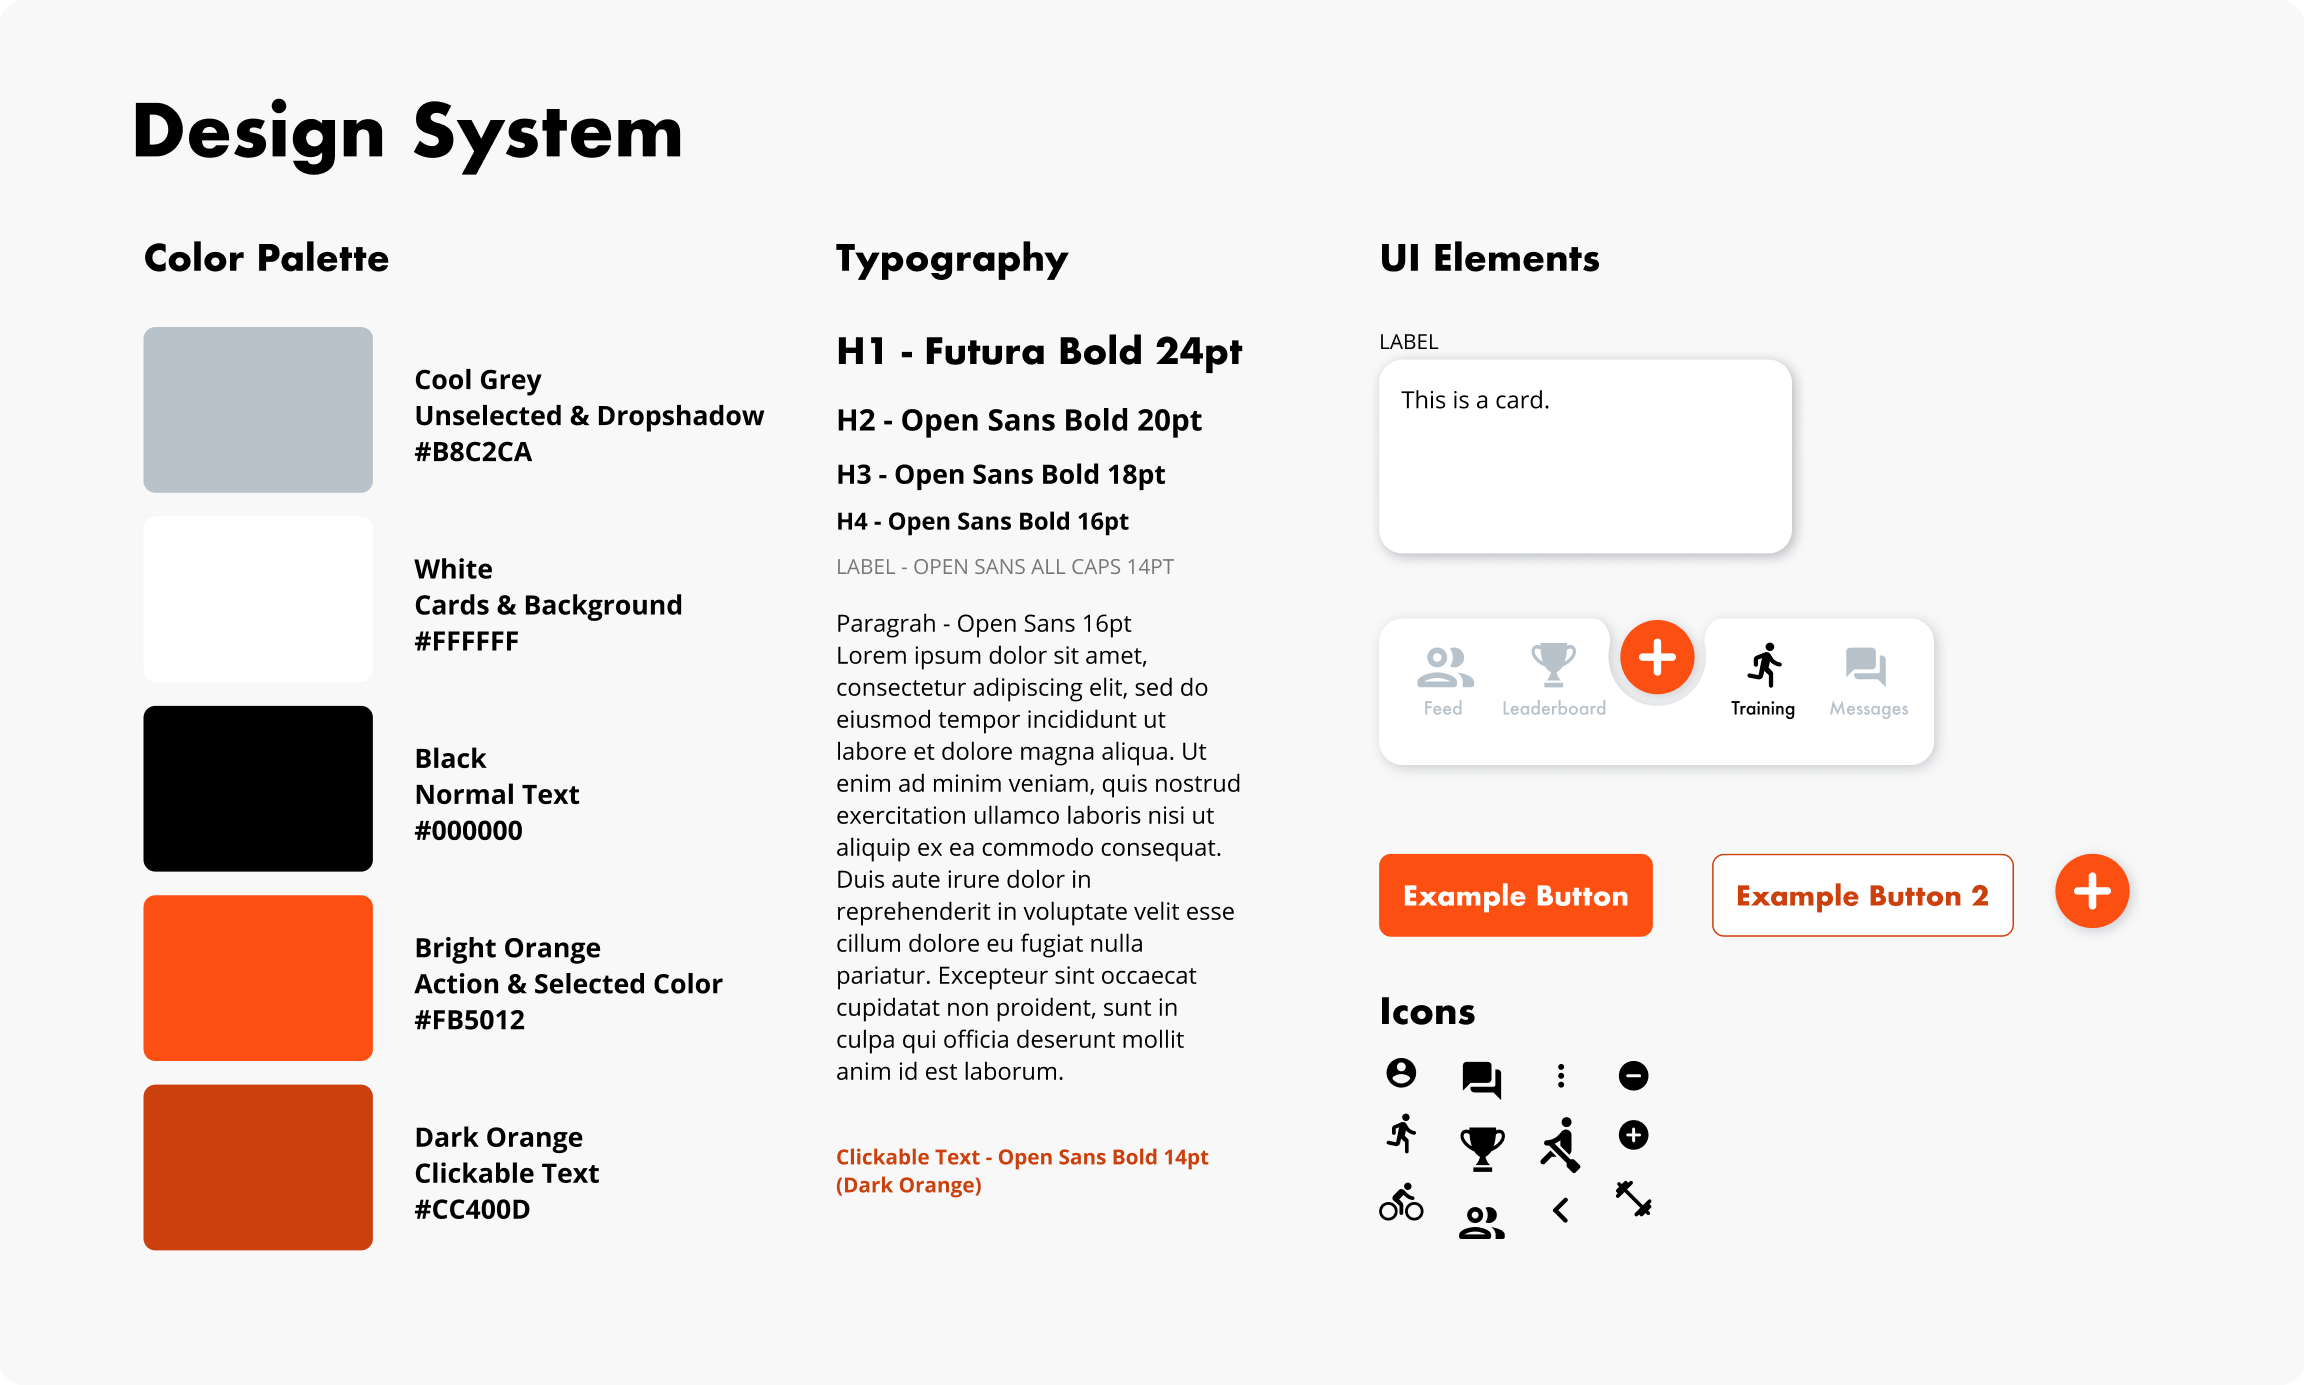 Design System
Color Palette
Cool Grey
Unselected & Dropshadow
#B8C2CA
White
Cards & Background
#FFFFFF
Black
Normal Text
#000000
Bright Orange
Action & Selected Color
#FB5012
Dark Orange
Clickable Text
#CC400D
Typography
H1 - Futura Bold 24pt
H2 - Open Sans Bold 20pt
H3 - Open Sans Bold 18pt
H4 - Open Sans Bold 16pt
LABEL - OPEN SANS ALL CAPS 14PT
Paragrah - Open Sans 16pt
Lorem ipsum dolor sit amet,
consectetur adipiscing elit, sed do
eiusmod tempor incididunt ut
labore et dolore magna aliqua. Ut
enim ad minim veniam, quis nostrud
exercitation ullamco laboris nisi ut
aliquip ex ea commodo consequat.
Duis aute irure dolor in
reprehenderit in voluptate velit esse
cillum dolore eu fugiat nulla
pariatur. Excepteur sint occaecat
cupidatat non proident, sunt in
culpa qui officia deserunt mollit
anim id est laborum.
Clickable Text - Open Sans Bold 14pt
(Dark Orange)
UI Elements
LABEL
This is a card.
Feed Leaderboard Training Messages
Example Button
Example Button 2
Icons